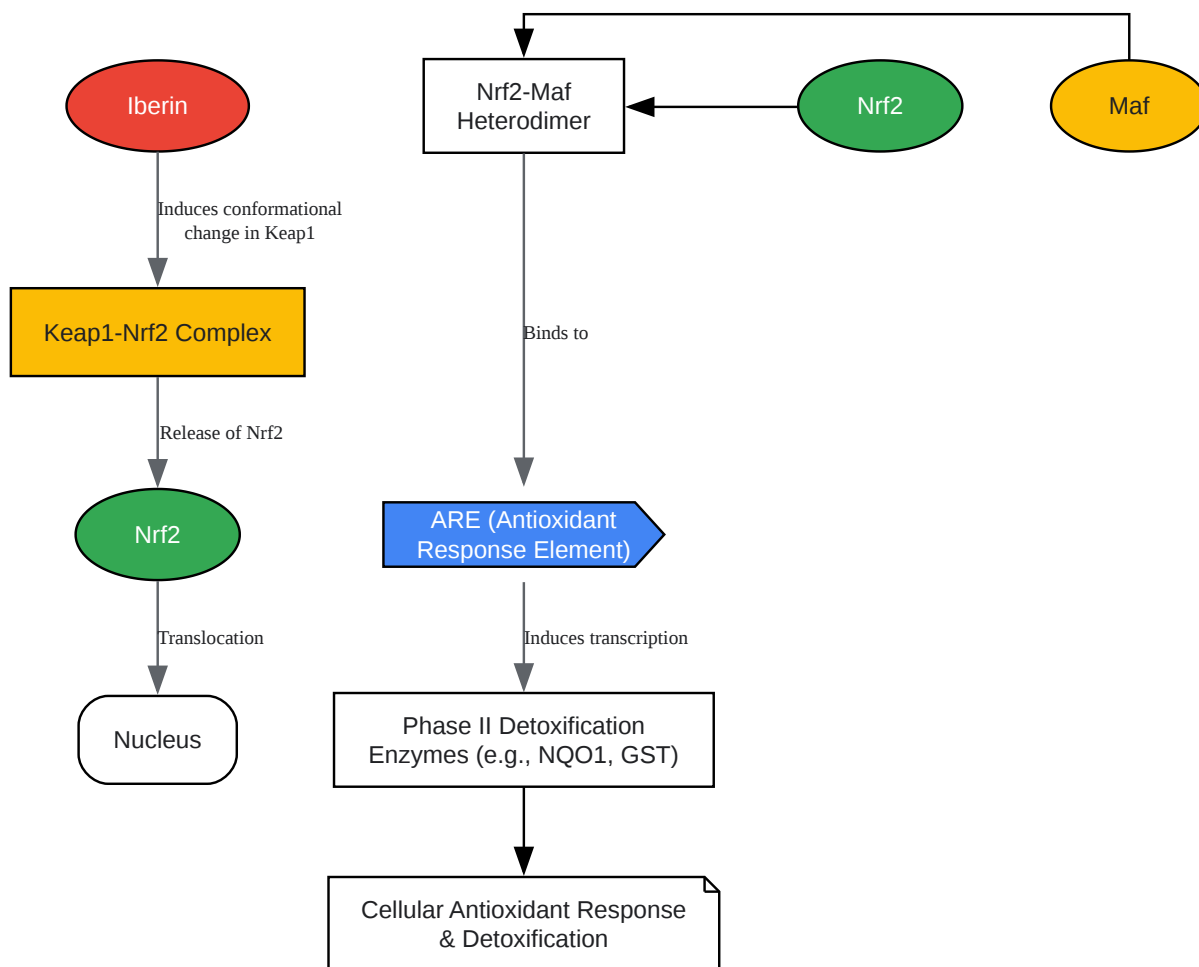 Iberin
Induces conformational
change in Keap1
Keap1-Nrf2 Complex
Release of Nrf2
Nrf2
Translocation
Nucleus
Nrf2-Maf
Heterodimer
Nrf2
Maf
Binds to
ARE (Antioxidant
Response Element)
Induces transcription
Phase II Detoxification
Enzymes (e.g., NQO1, GST)
Cellular Antioxidant Response
& Detoxification